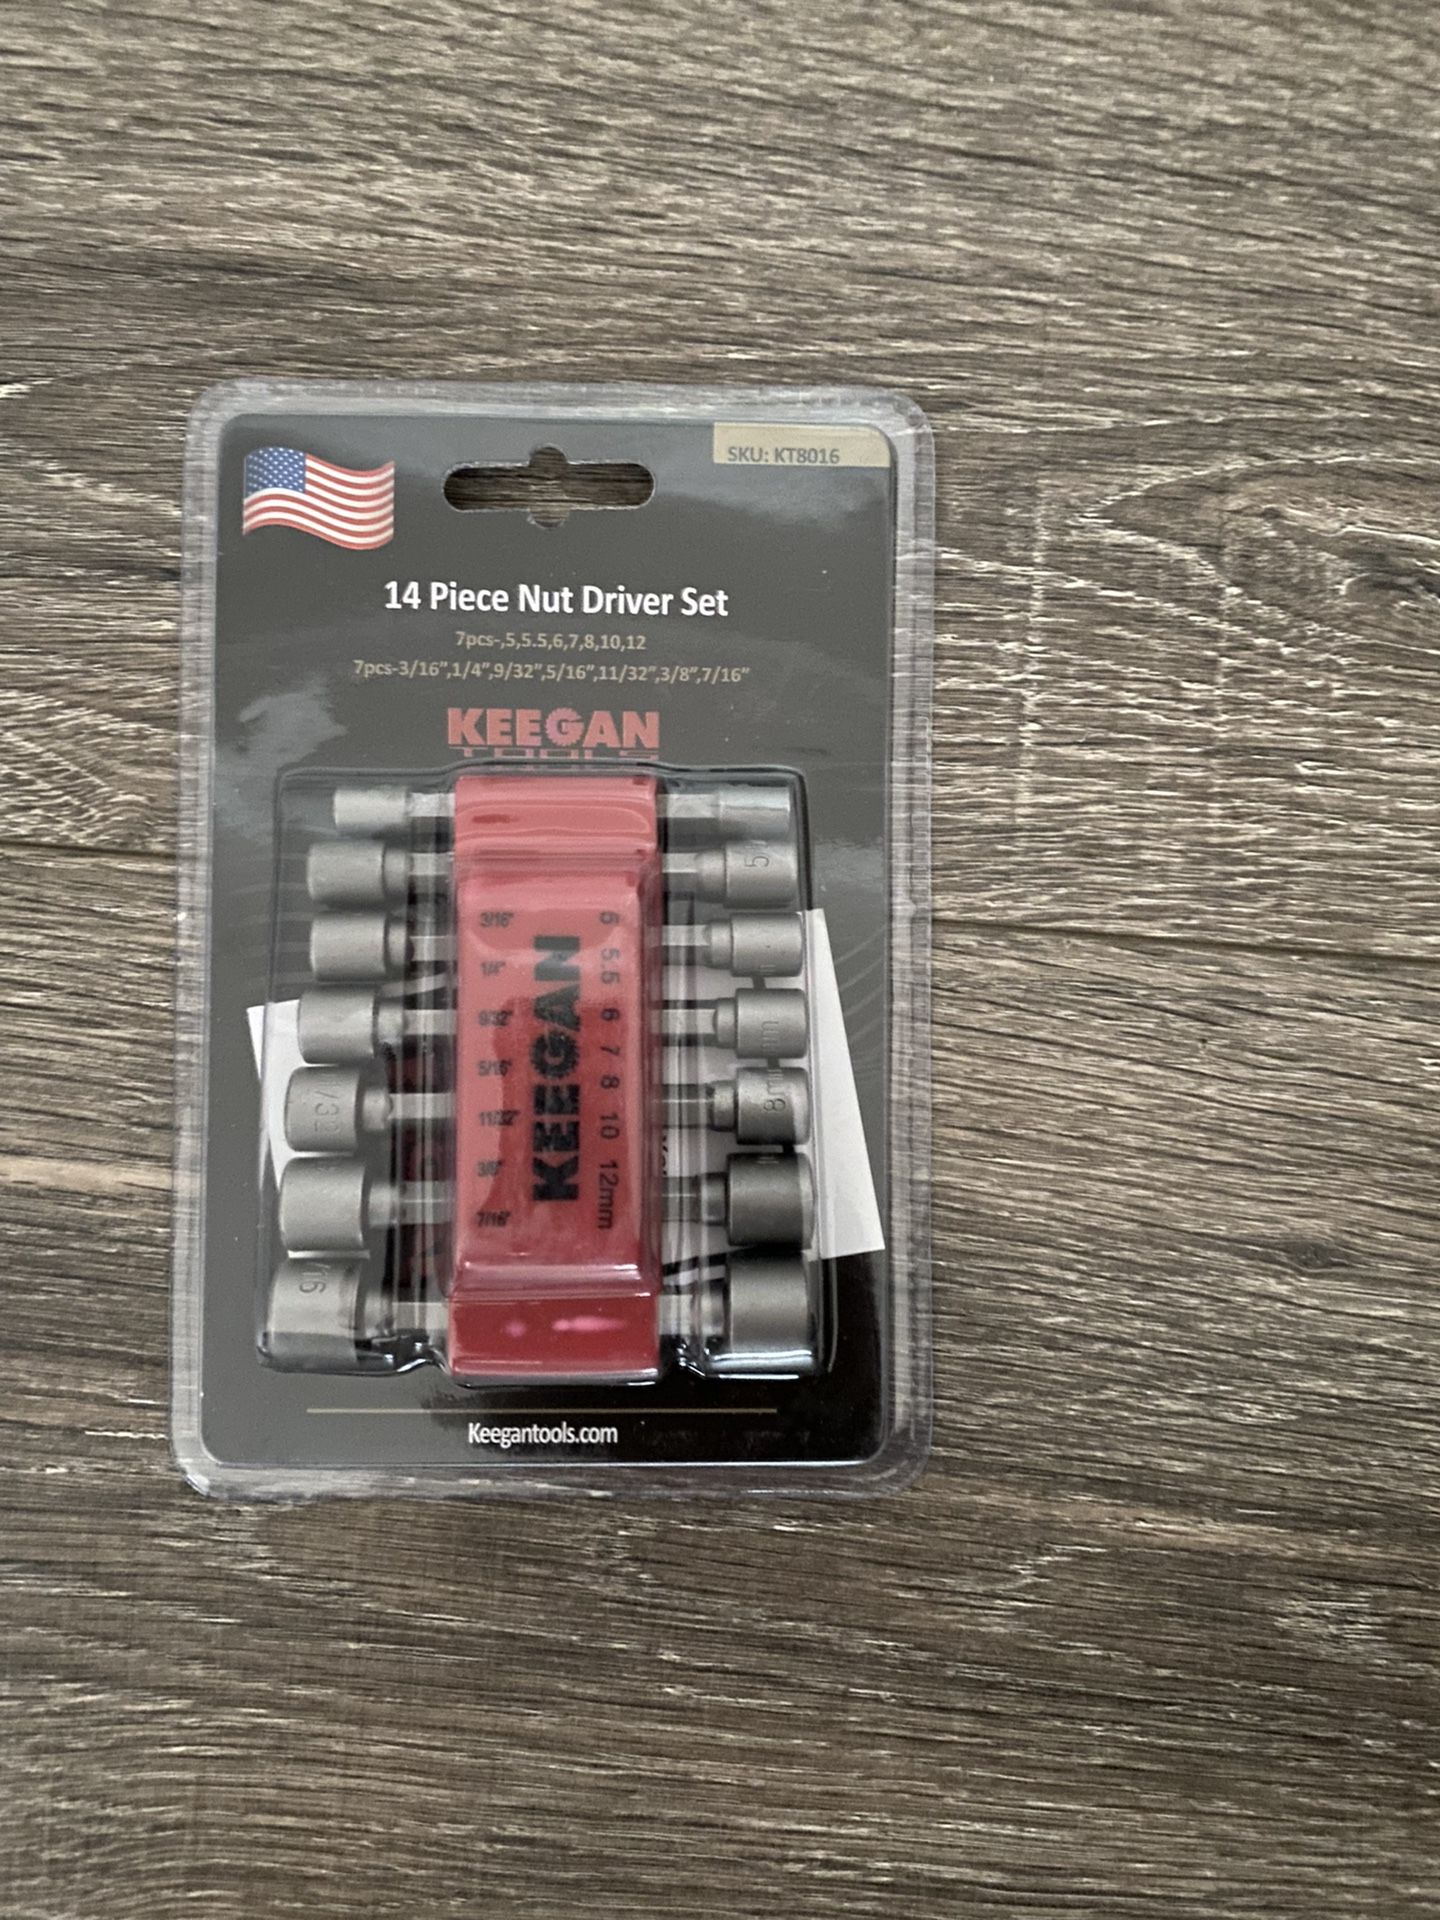 SKU: KT8016
14 Piece Nut Driver Set
7pcs-,5,5.5,6,7,8,10,12
7pcs-3/16”,1/4”,9/32”,5/16”,11/32”,3/8”,7/16”
KEEGAN
TOOLS
3/16"
1/4"
9/32"
5/16"
11/32"
3/8"
7/16"
KEEGAN
5 5.5 6 7 8 10 12mm
8mm
Keegantools.com